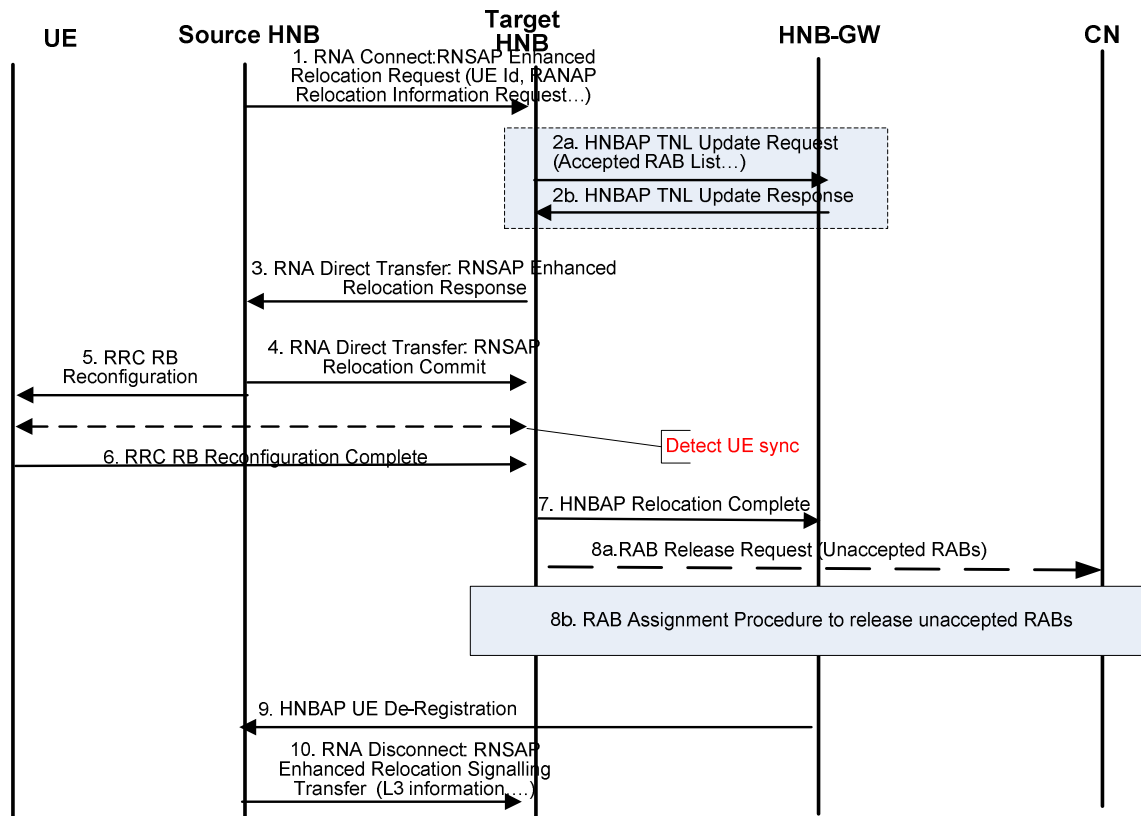 UE
Source HNB
Target
HNB
HNB-GW
CN
1. RNA Connect:RNSAP Enhanced
Relocation Request (UE Id, RANAP
Relocation Information Request…)
2a. HNBAP TNL Update Request
(Accepted RAB List…)
2b. HNBAP TNL Update Response
3. RNA Direct Transfer: RNSAP Enhanced
Relocation Response
4. RNA Direct Transfer: RNSAP
Relocation Commit
5. RRC RB
Reconfiguration
Detect UE sync
6. RRC RB Reconfiguration Complete
7. HNBAP Relocation Complete
8a.RAB Release Request (Unaccepted RABs)
8b. RAB Assignment Procedure to release unaccepted RABs
9. HNBAP UE De-Registration
10. RNA Disconnect: RNSAP
Enhanced Relocation Signalling
Transfer (L3 information,…)